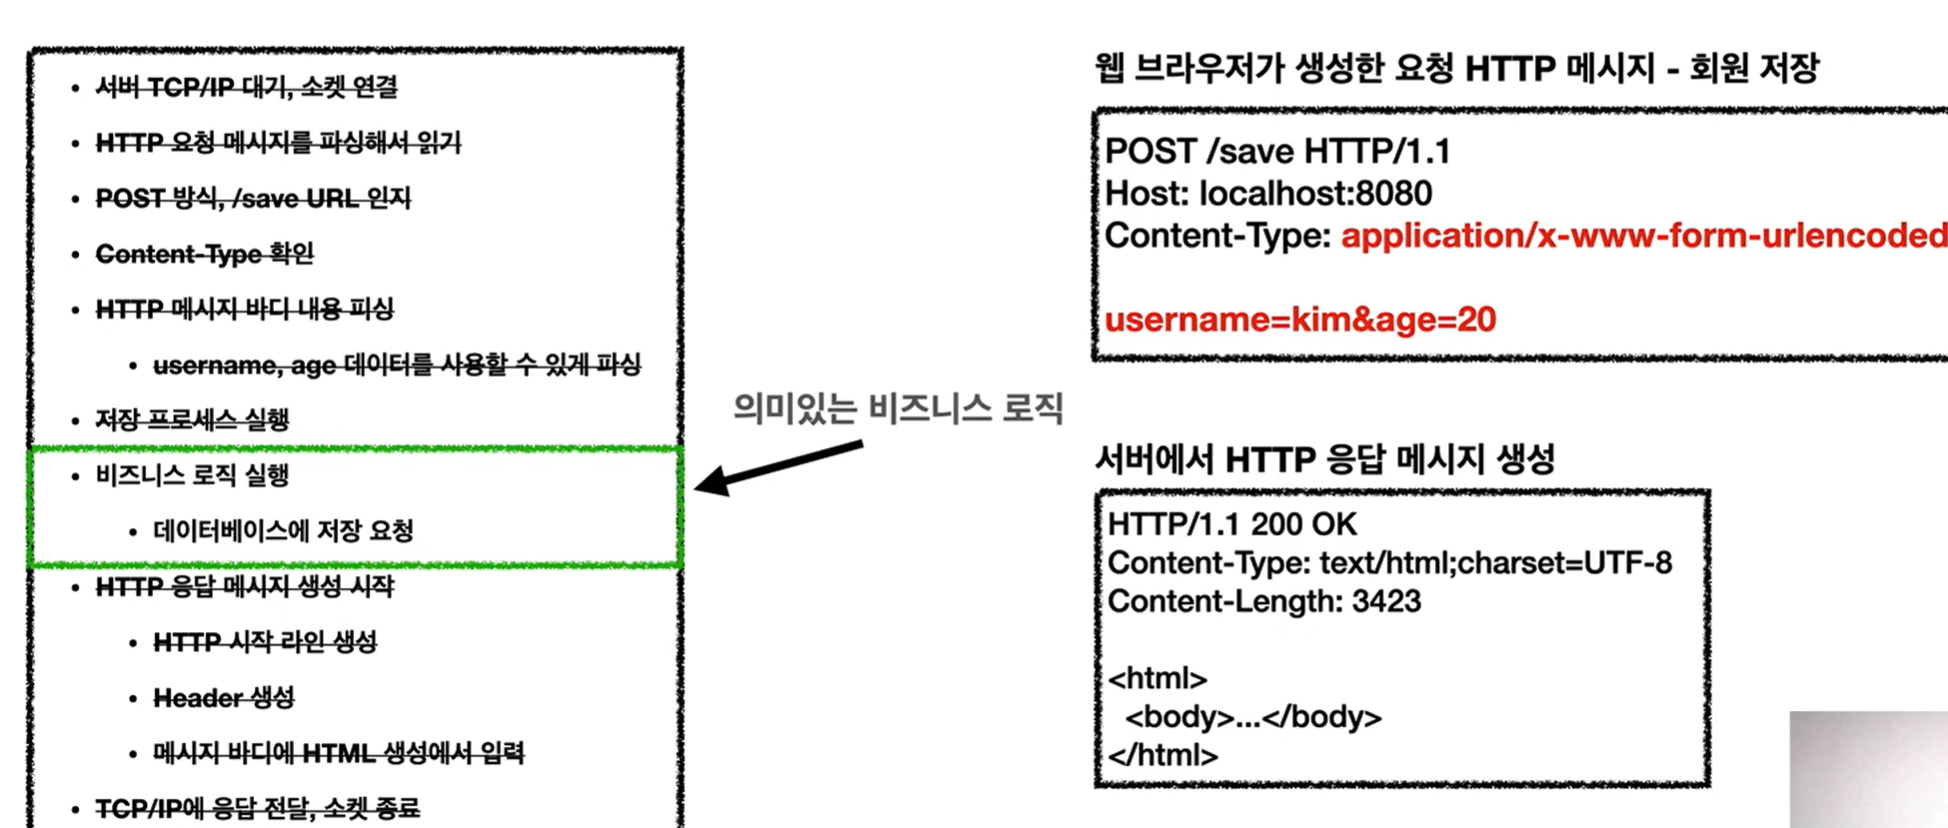 • 서버 TCP/IP 대기, 소켓 연결
• HTTP 요청 메시지를 파싱해서 읽기
• POST 방식, /save URL 인지
• Content-Type 확인
• HTTP 메시지 바디 내용 피싱
• username, age 데이터를 사용할 수 있게 파싱
• 저장 프로세스 실행
• 비즈니스 로직 실행
• 데이터베이스에 저장 요청
• HTTP 응답 메시지 생성 시작
• HTTP 시작 라인 생성
• Header 생성
• 메시지 바디에 HTML 생성에서 입력
• TCP/IP에 응답 전달, 소켓 종료
의미있는 비즈니스 로직
웹 브라우저가 생성한 요청 HTTP 메시지 - 회원 저장
POST /save HTTP/1.1
Host: localhost:8080
Content-Type: application/x-www-form-urlencoded
username=kim&age=20
서버에서 HTTP 응답 메시지 생성
HTTP/1.1 200 OK
Content-Type: text/html;charset=UTF-8
Content-Length: 3423
<html>
<body>...</body>
</html>